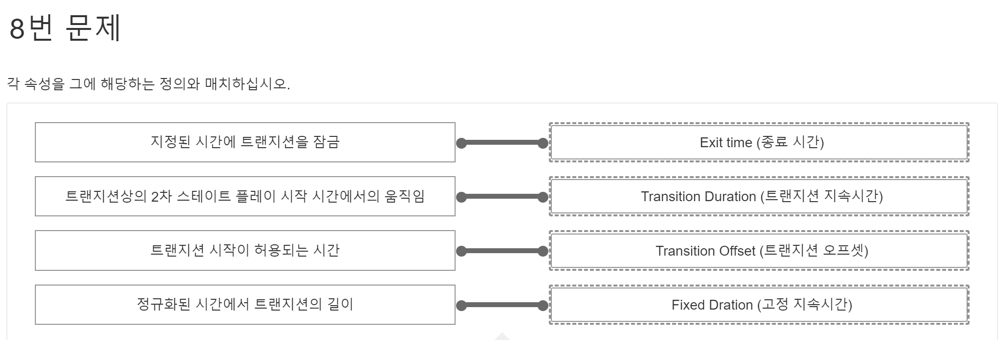 8번 문제
각 속성을 그에 해당하는 정의와 매치하십시오.
지정된 시간에 트랜지션을 잠금
Exit time (종료 시간)
트랜지션상의 2차 스테이트 플레이 시작 시간에서의 움직임
Transition Duration (트랜지션 지속시간)
트랜지션 시작이 허용되는 시간
Transition Offset (트랜지션 오프셋)
정규화된 시간에서 트랜지션의 길이
Fixed Dration (고정 지속시간)